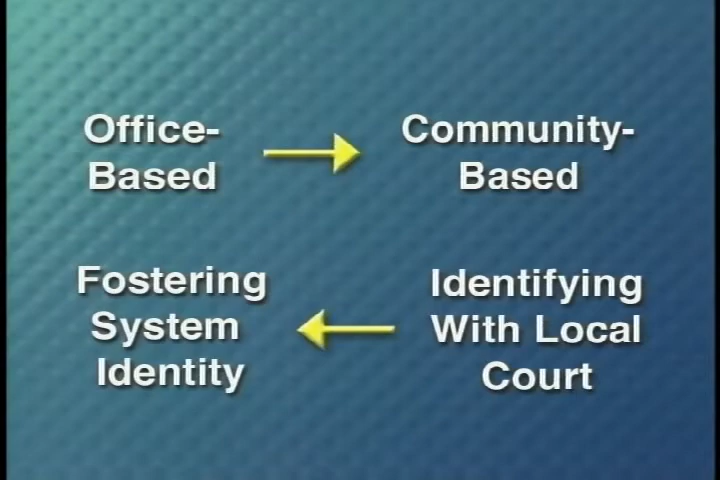 Office-
Based
Community-
Based
Fostering
System
Identity
Identifying
With Local
Court